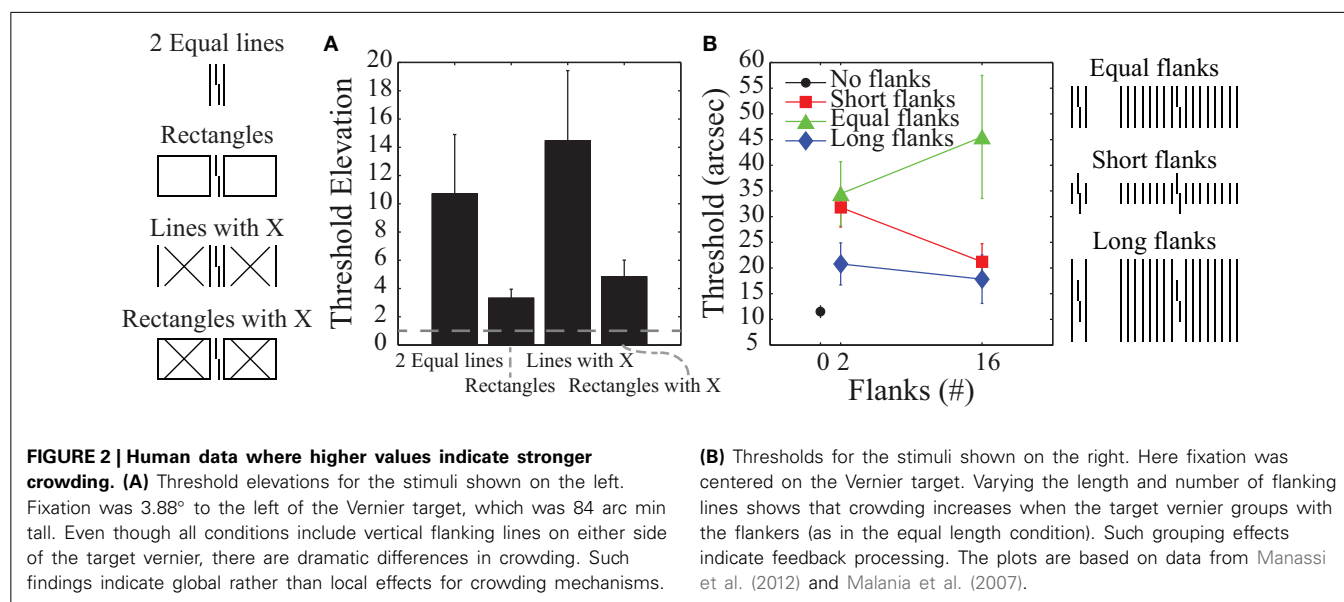 2 Equal lines
Rectangles
Lines with X
Rectangles with X
A
Threshold Elevation
20
18
16
14
12
10
8
6
4
2
0
2 Equal lines
Lines with X
Rectangles
Rectangles with X
B
Threshold (arcsec)
60
55
50
45
40
35
30
25
20
15
10
5
No flanks
Short flanks
Equal flanks
Long flanks
0 2 16
Flanks (#)
Equal flanks
Short flanks
Long flanks
FIGURE 2 | Human data where higher values indicate stronger
crowding. (A) Threshold elevations for the stimuli shown on the left.
Fixation was 3.88° to the left of the Vernier target, which was 84 arc min
tall. Even though all conditions include vertical flanking lines on either side
of the target vernier, there are dramatic differences in crowding. Such
findings indicate global rather than local effects for crowding mechanisms.
(B) Thresholds for the stimuli shown on the right. Here fixation was
centered on the Vernier target. Varying the length and number of flanking
lines shows that crowding increases when the target vernier groups with
the flankers (as in the equal length condition). Such grouping effects
indicate feedback processing. The plots are based on data from Manassi
et al. (2012) and Malania et al. (2007).